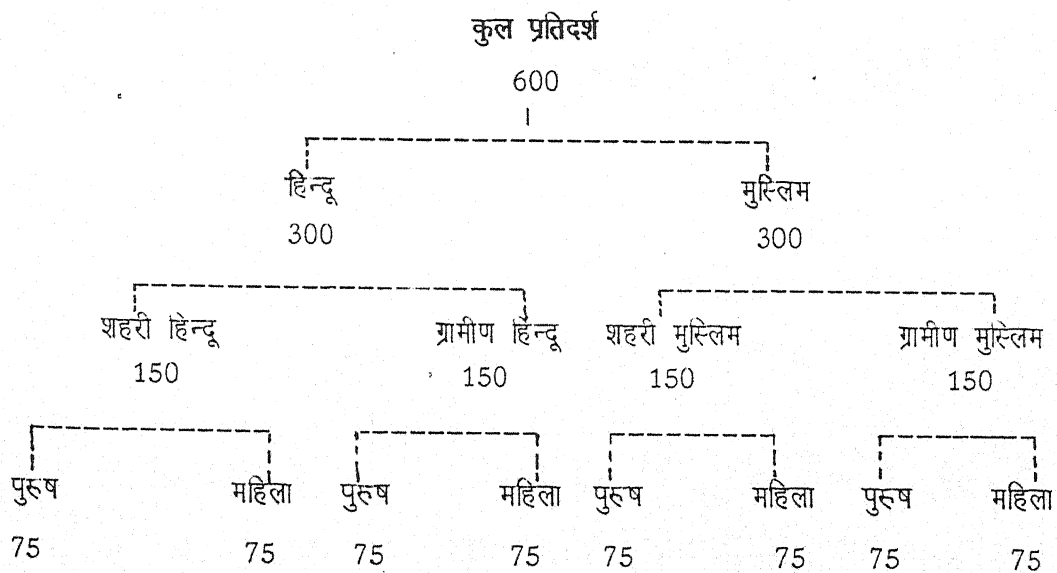 कुल प्रतिदर्श
600
हिन्दू मुस्लिम
300 300
शहरी हिन्दू ग्रामीण हिन्दू शहरी मुस्लिम ग्रामीण मुस्लिम
150 150 150 150
पुरुष महिला पुरुष महिला पुरुष महिला पुरुष महिला
75 75 75 75 75 75 75 75